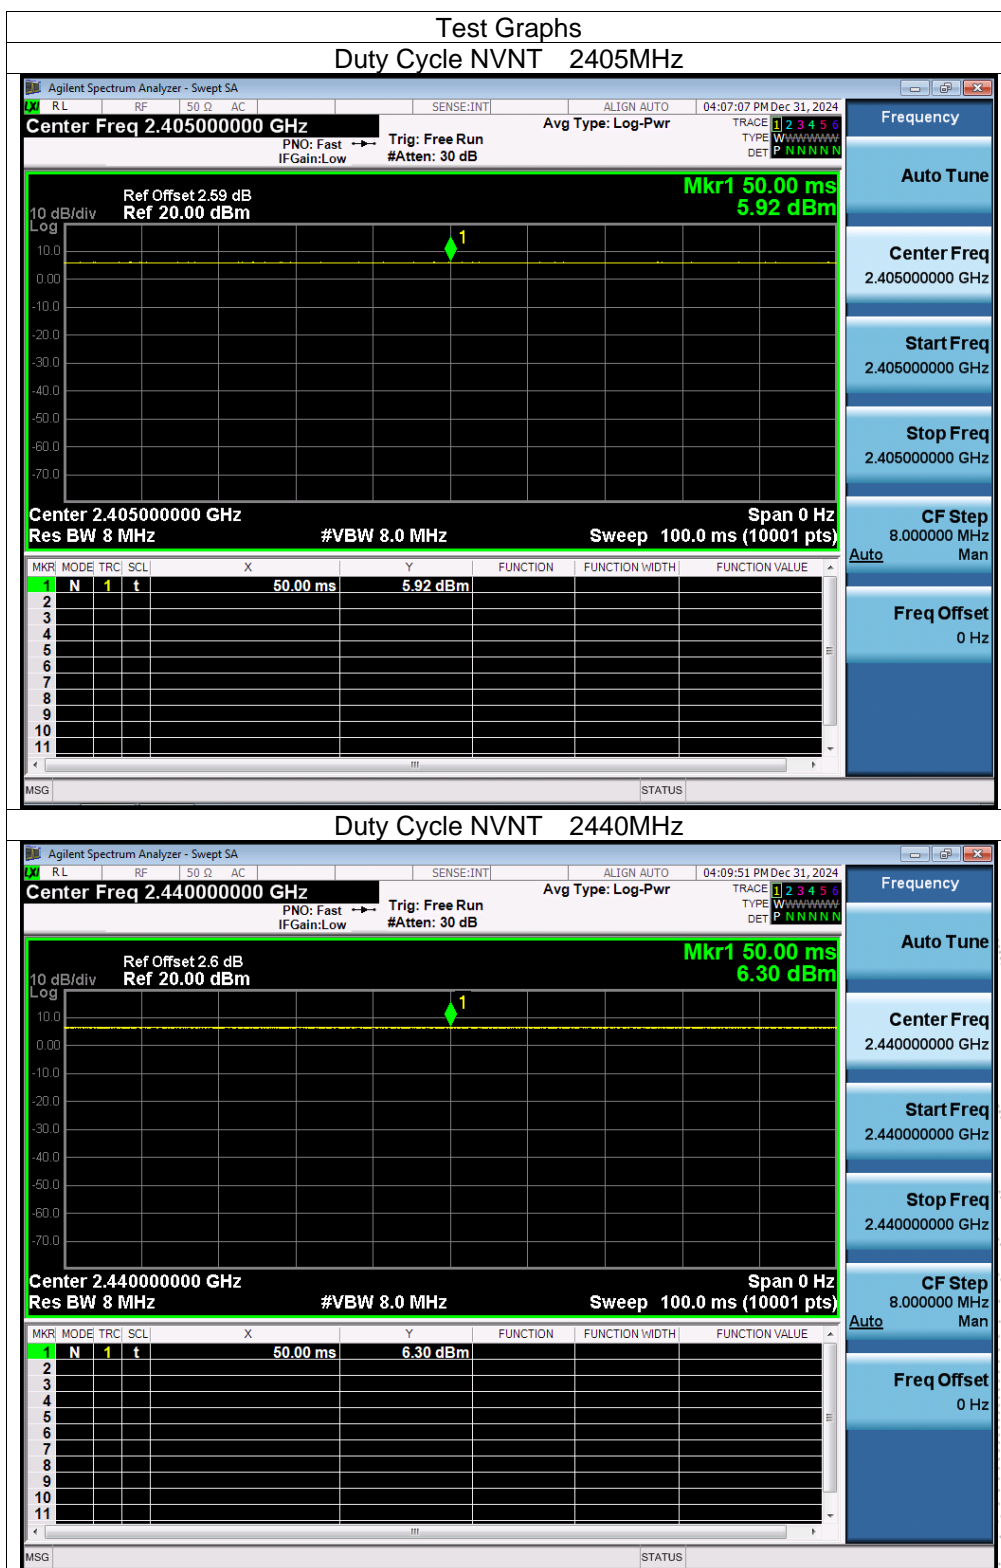 Test Graphs
Duty Cycle NVNT 2405MHz
Agilent Spectrum Analyzer - Swept SA
LXI RL RF 50 Ω AC SENSE:INT ALIGN AUTO 04:07:07 PM Dec 31, 2024
Center Freq 2.405000000 GHz Avg Type: Log-Pwr TRACE 1 2 3 4 5 6
PNO: Fast Trig: Free Run TYPE WWWWWW
IFGain:Low #Atten: 30 dB DET P N N N N N
Frequency
Auto Tune
Center Freq
2.405000000 GHz
Start Freq
2.405000000 GHz
Stop Freq
2.405000000 GHz
CF Step
8.000000 MHz
Auto Man
Freq Offset
0 Hz
Mkr1 50.00 ms
5.92 dBm
Ref Offset 2.59 dB
10 dB/div Ref 20.00 dBm
Log
1
10.0
0.00
-10.0
-20.0
-30.0
-40.0
-50.0
-60.0
-70.0
Center 2.405000000 GHz Span 0 Hz
Res BW 8 MHz #VBW 8.0 MHz Sweep 100.0 ms (10001 pts)
MKR MODE TRC SCL X Y FUNCTION FUNCTION WIDTH FUNCTION VALUE
1 N 1 t 50.00 ms 5.92 dBm
2
3
4
5
6
7
8
9
10
11
MSG STATUS
Duty Cycle NVNT 2440MHz
Agilent Spectrum Analyzer - Swept SA
LXI RL RF 50 Ω AC SENSE:INT ALIGN AUTO 04:09:51 PM Dec 31, 2024
Center Freq 2.440000000 GHz Avg Type: Log-Pwr TRACE 1 2 3 4 5 6
PNO: Fast Trig: Free Run TYPE WWWWWW
IFGain:Low #Atten: 30 dB DET P N N N N N
Frequency
Auto Tune
Center Freq
2.440000000 GHz
Start Freq
2.440000000 GHz
Stop Freq
2.440000000 GHz
CF Step
8.000000 MHz
Auto Man
Freq Offset
0 Hz
Mkr1 50.00 ms
6.30 dBm
Ref Offset 2.6 dB
10 dB/div Ref 20.00 dBm
Log
1
10.0
0.00
-10.0
-20.0
-30.0
-40.0
-50.0
-60.0
-70.0
Center 2.440000000 GHz Span 0 Hz
Res BW 8 MHz #VBW 8.0 MHz Sweep 100.0 ms (10001 pts)
MKR MODE TRC SCL X Y FUNCTION FUNCTION WIDTH FUNCTION VALUE
1 N 1 t 50.00 ms 6.30 dBm
2
3
4
5
6
7
8
9
10
11
MSG STATUS